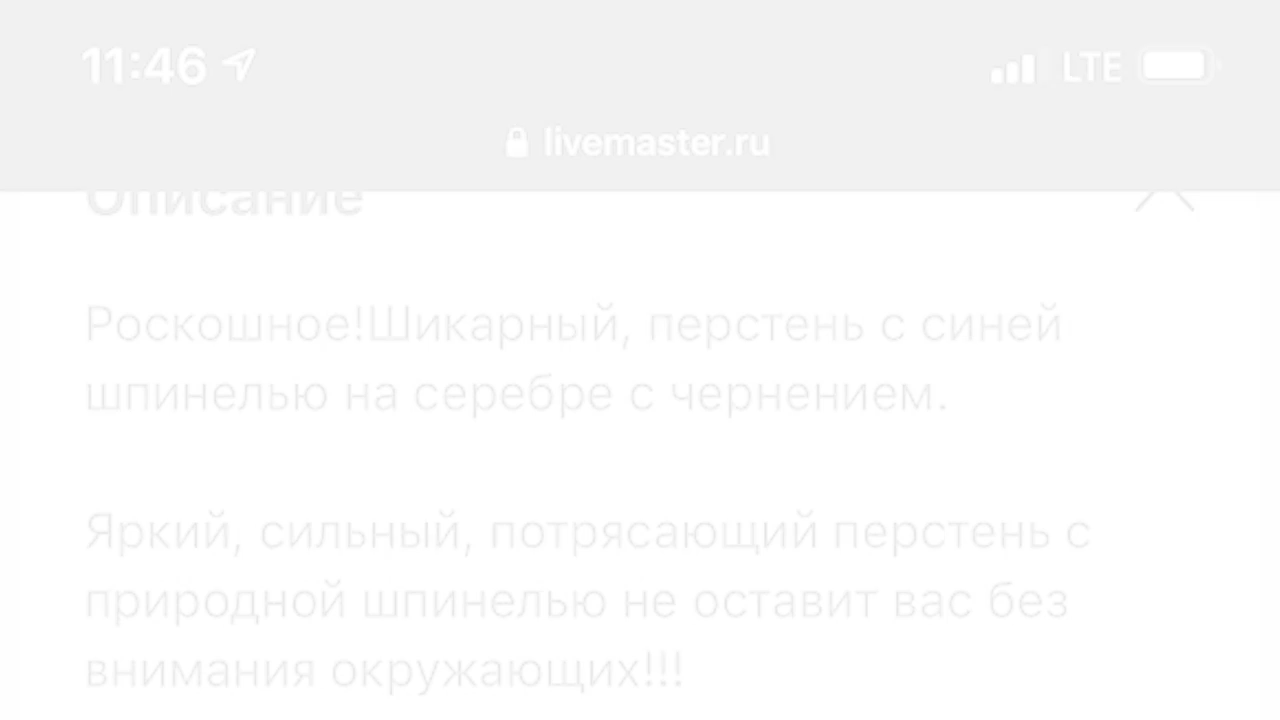 11:46
LTE
livemaster.ru
Описание
Роскошное!Шикарный, перстень с синей
шпинелью на серебре с чернением.
Яркий, сильный, потрясающий перстень с
природной шпинелью не оставит вас без
внимания окружающих!!!